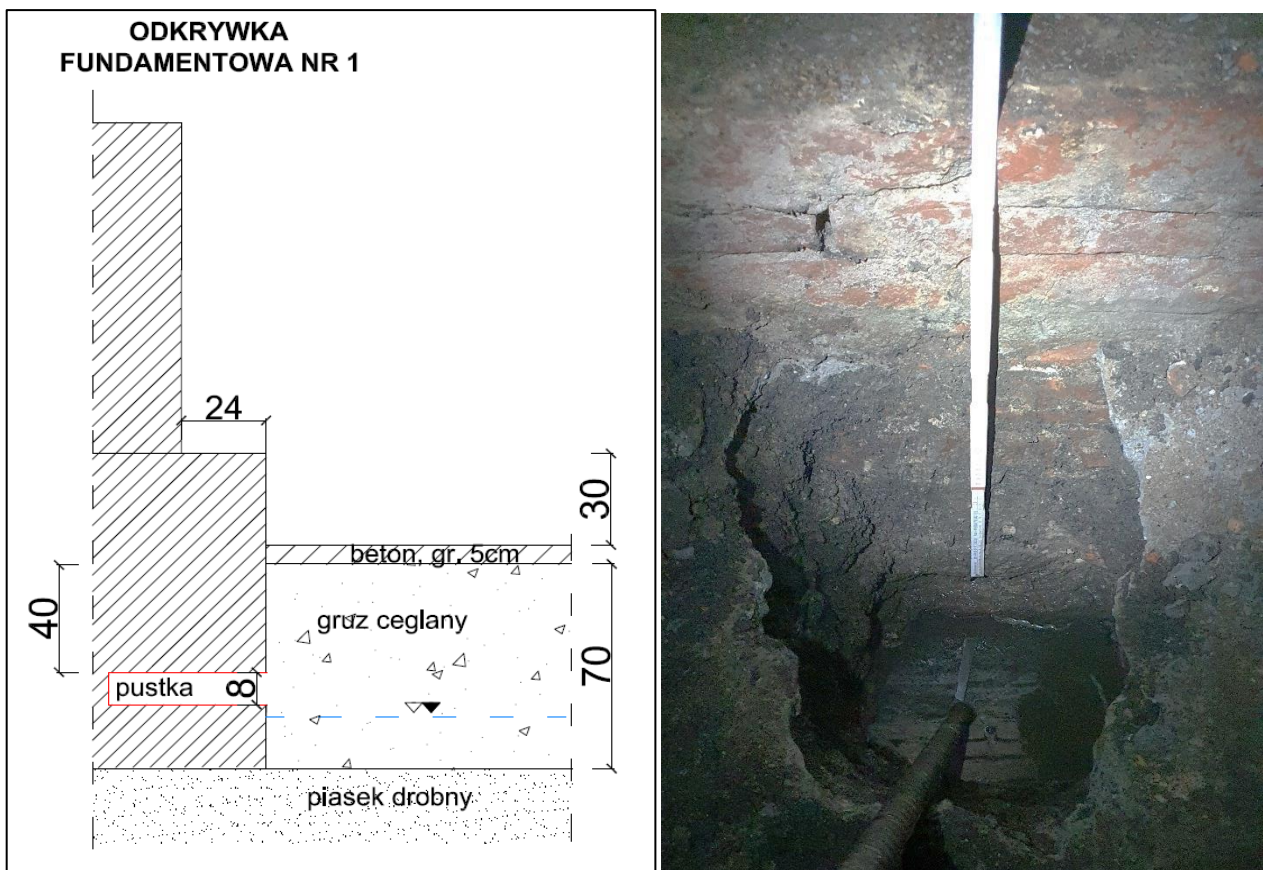 ODKRYWKA
FUNDAMENTOWA NR 1
24
30
beton, gr. 5cm
40
gruz ceglany
70
pustka
8
piasek drobny